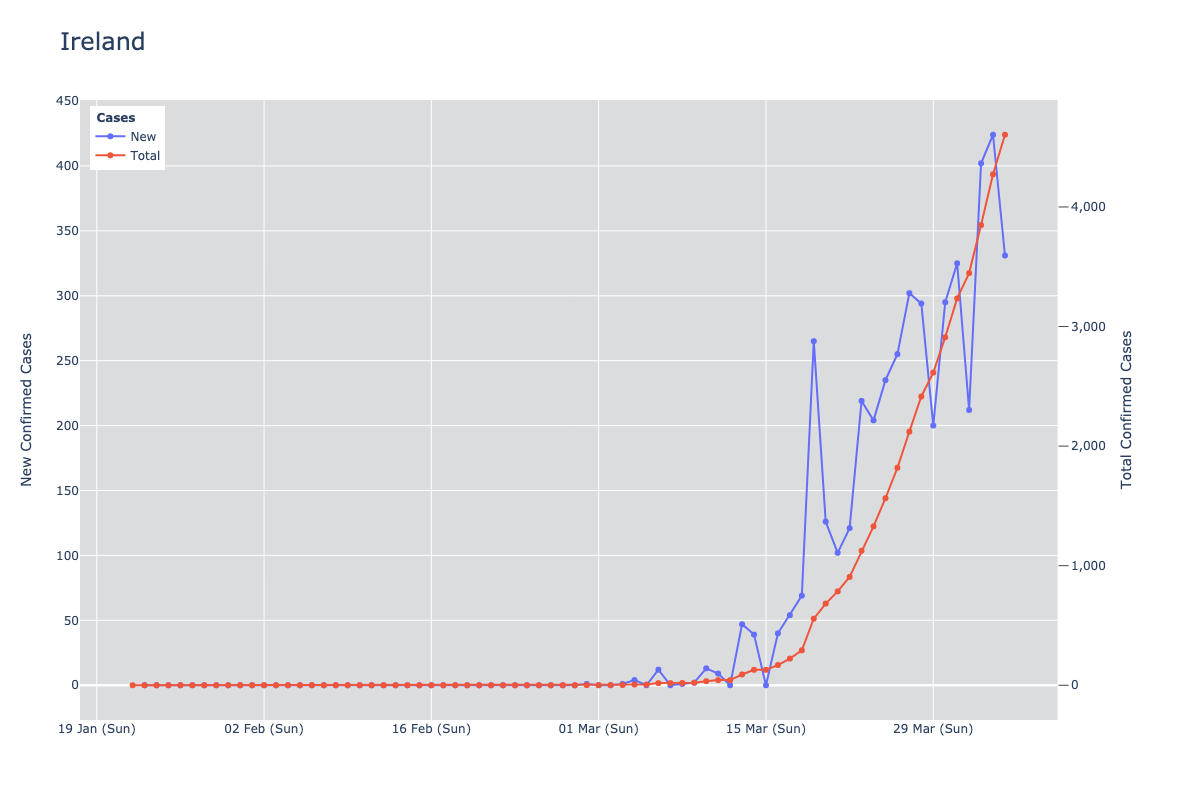 Ireland
Cases
New
Total
450
400
350
300
250
200
150
100
50
0
New Confirmed Cases
4,000
3,000
2,000
1,000
0
Total Confirmed Cases
19 Jan (Sun) 02 Feb (Sun) 16 Feb (Sun) 01 Mar (Sun) 15 Mar (Sun) 29 Mar (Sun)